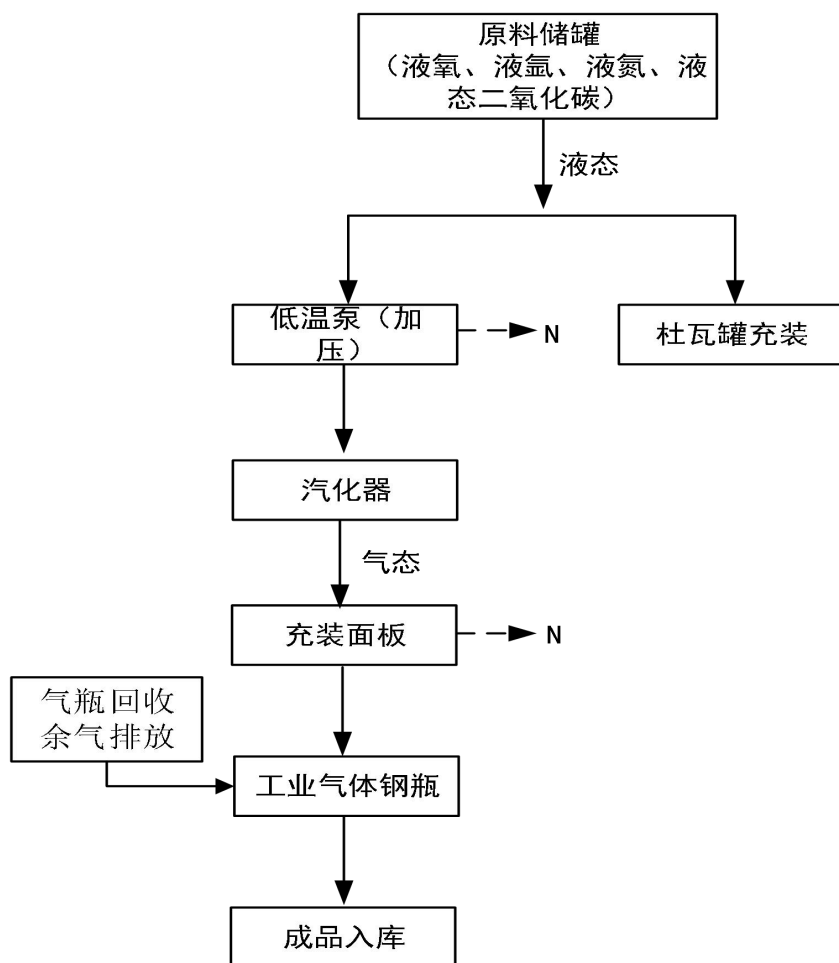 原料储罐
（液氧、液氩、液氮、液
态二氧化碳）
液态
低温泵（加
压）
N
杜瓦罐充装
汽化器
气态
充装面板
N
气瓶回收
余气排放
工业气体钢瓶
成品入库